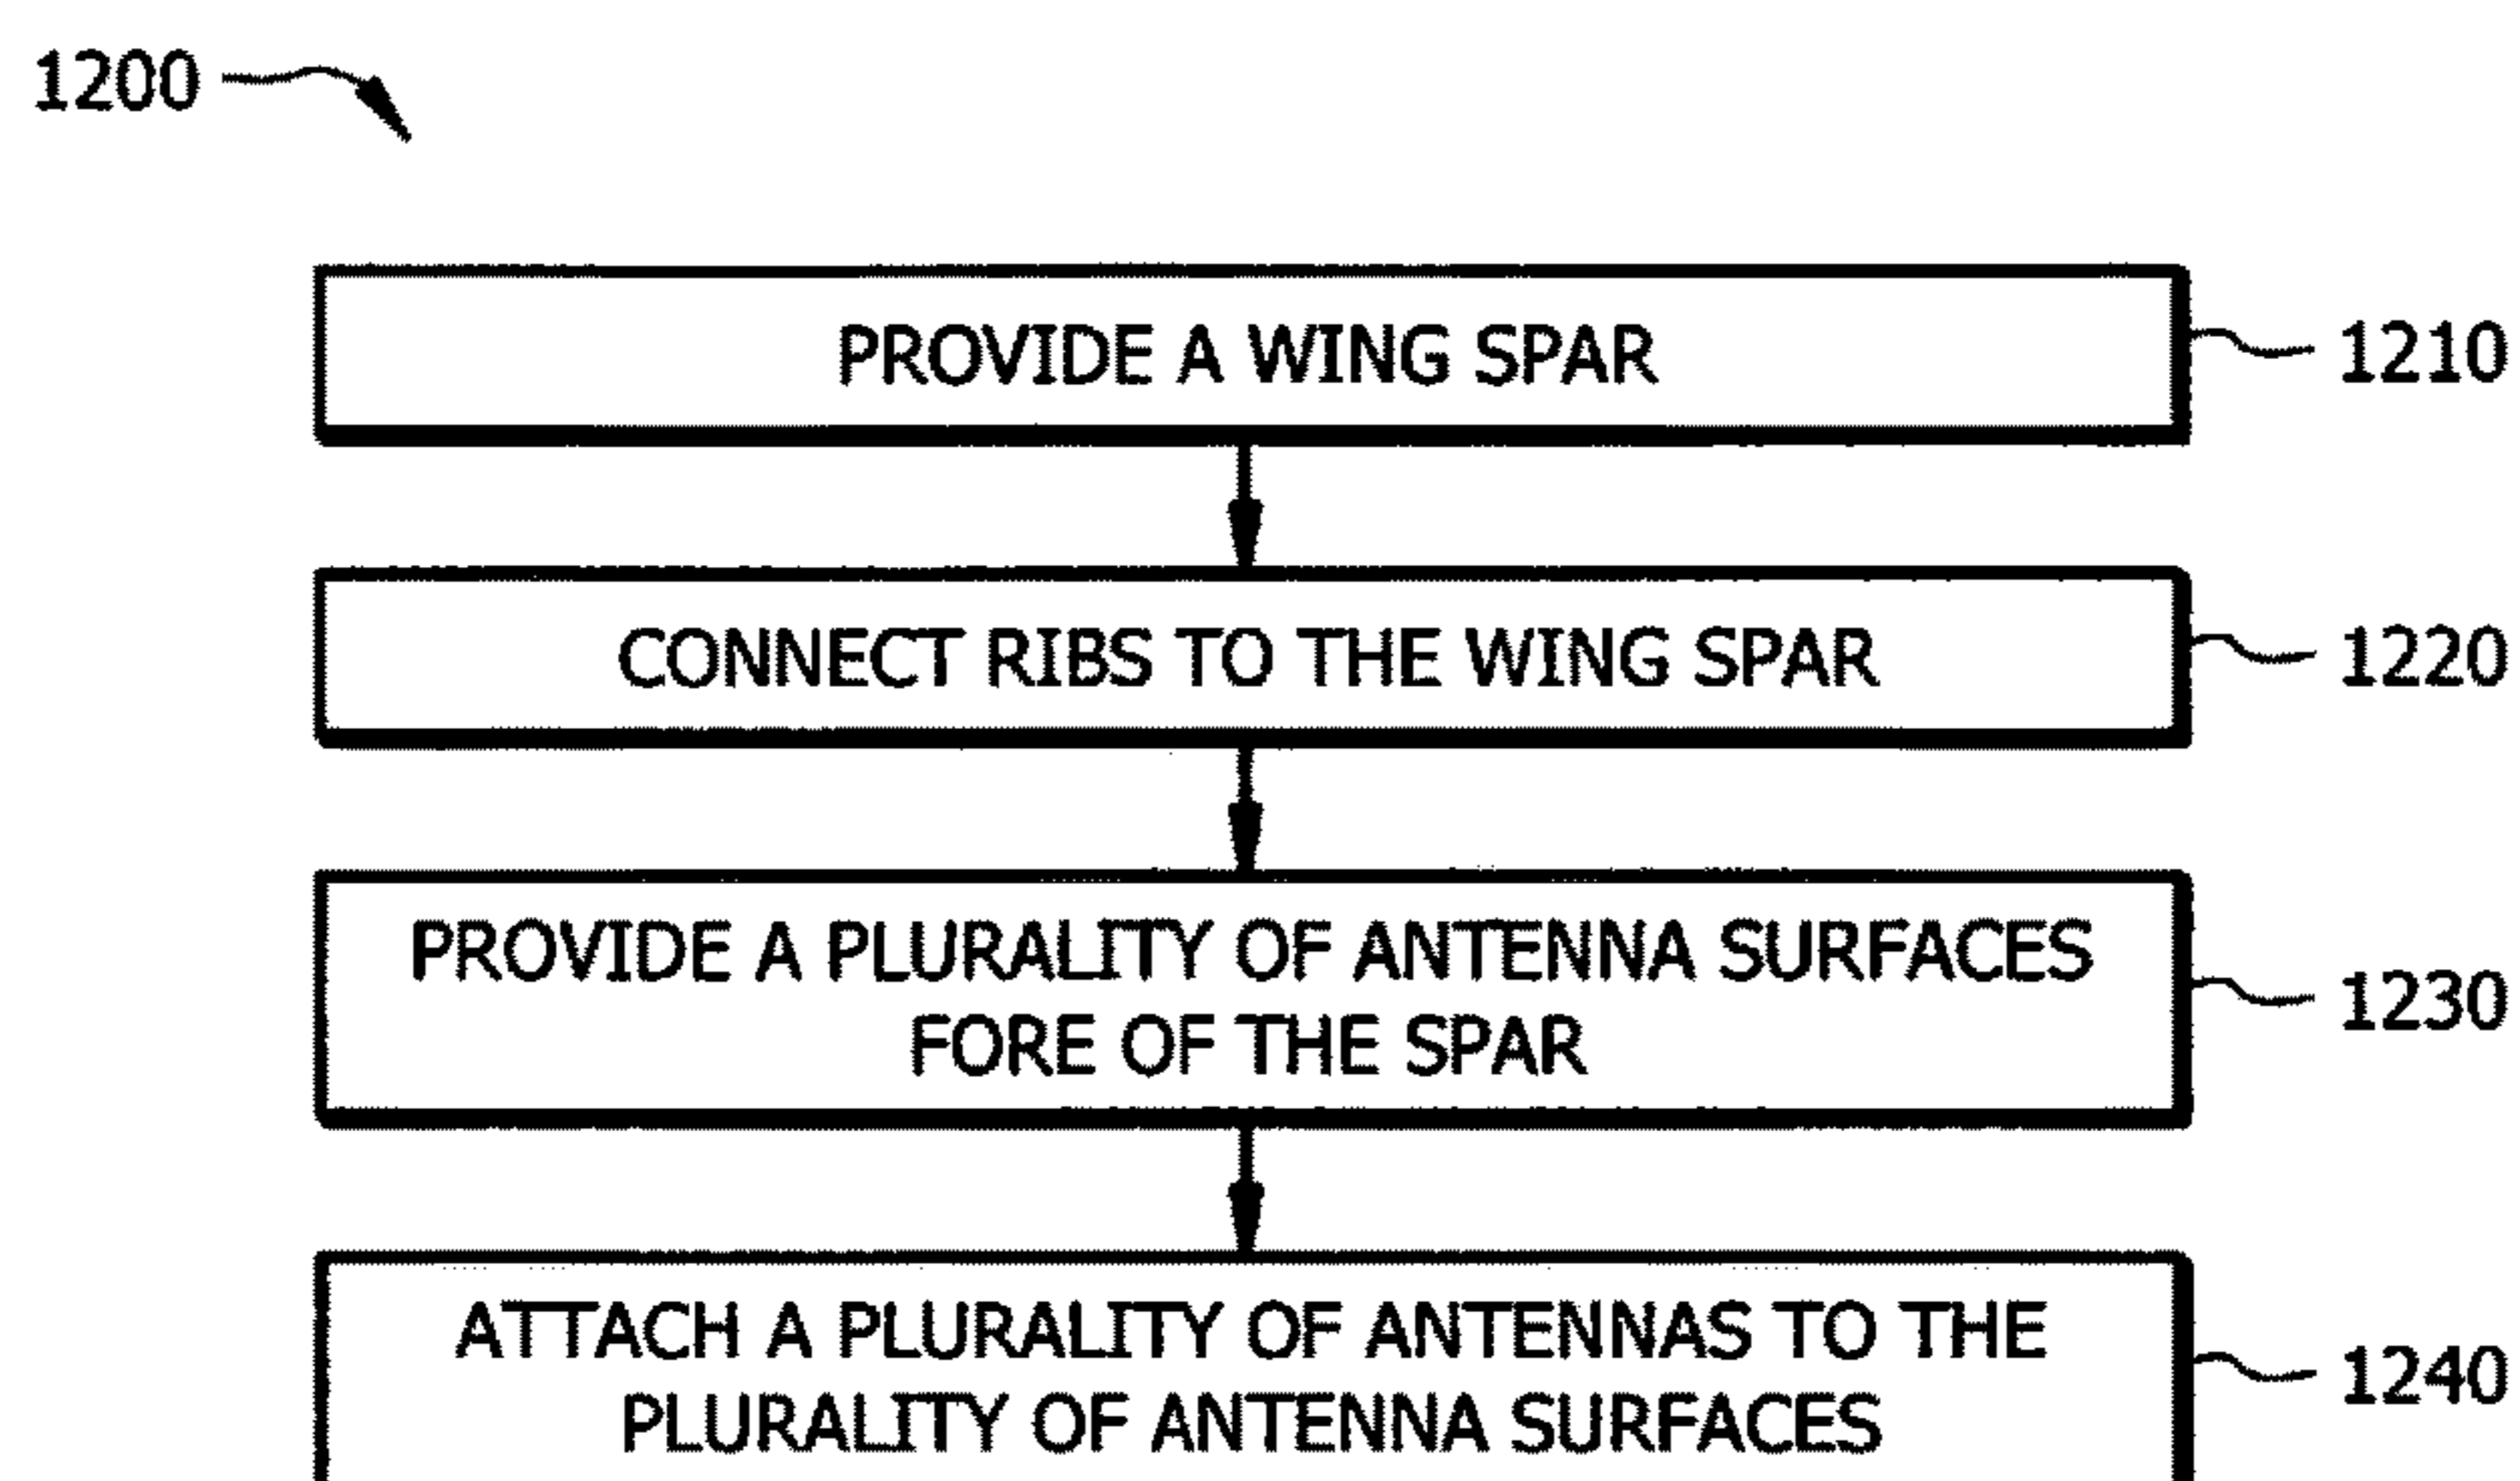 1200
PROVIDE A WING SPAR
1210
CONNECT RIBS TO THE WING SPAR
1220
PROVIDE A PLURALITY OF ANTENNA SURFACES
FORE OF THE SPAR
1230
ATTACH A PLURALITY OF ANTENNAS TO THE
PLURALITY OF ANTENNA SURFACES
1240